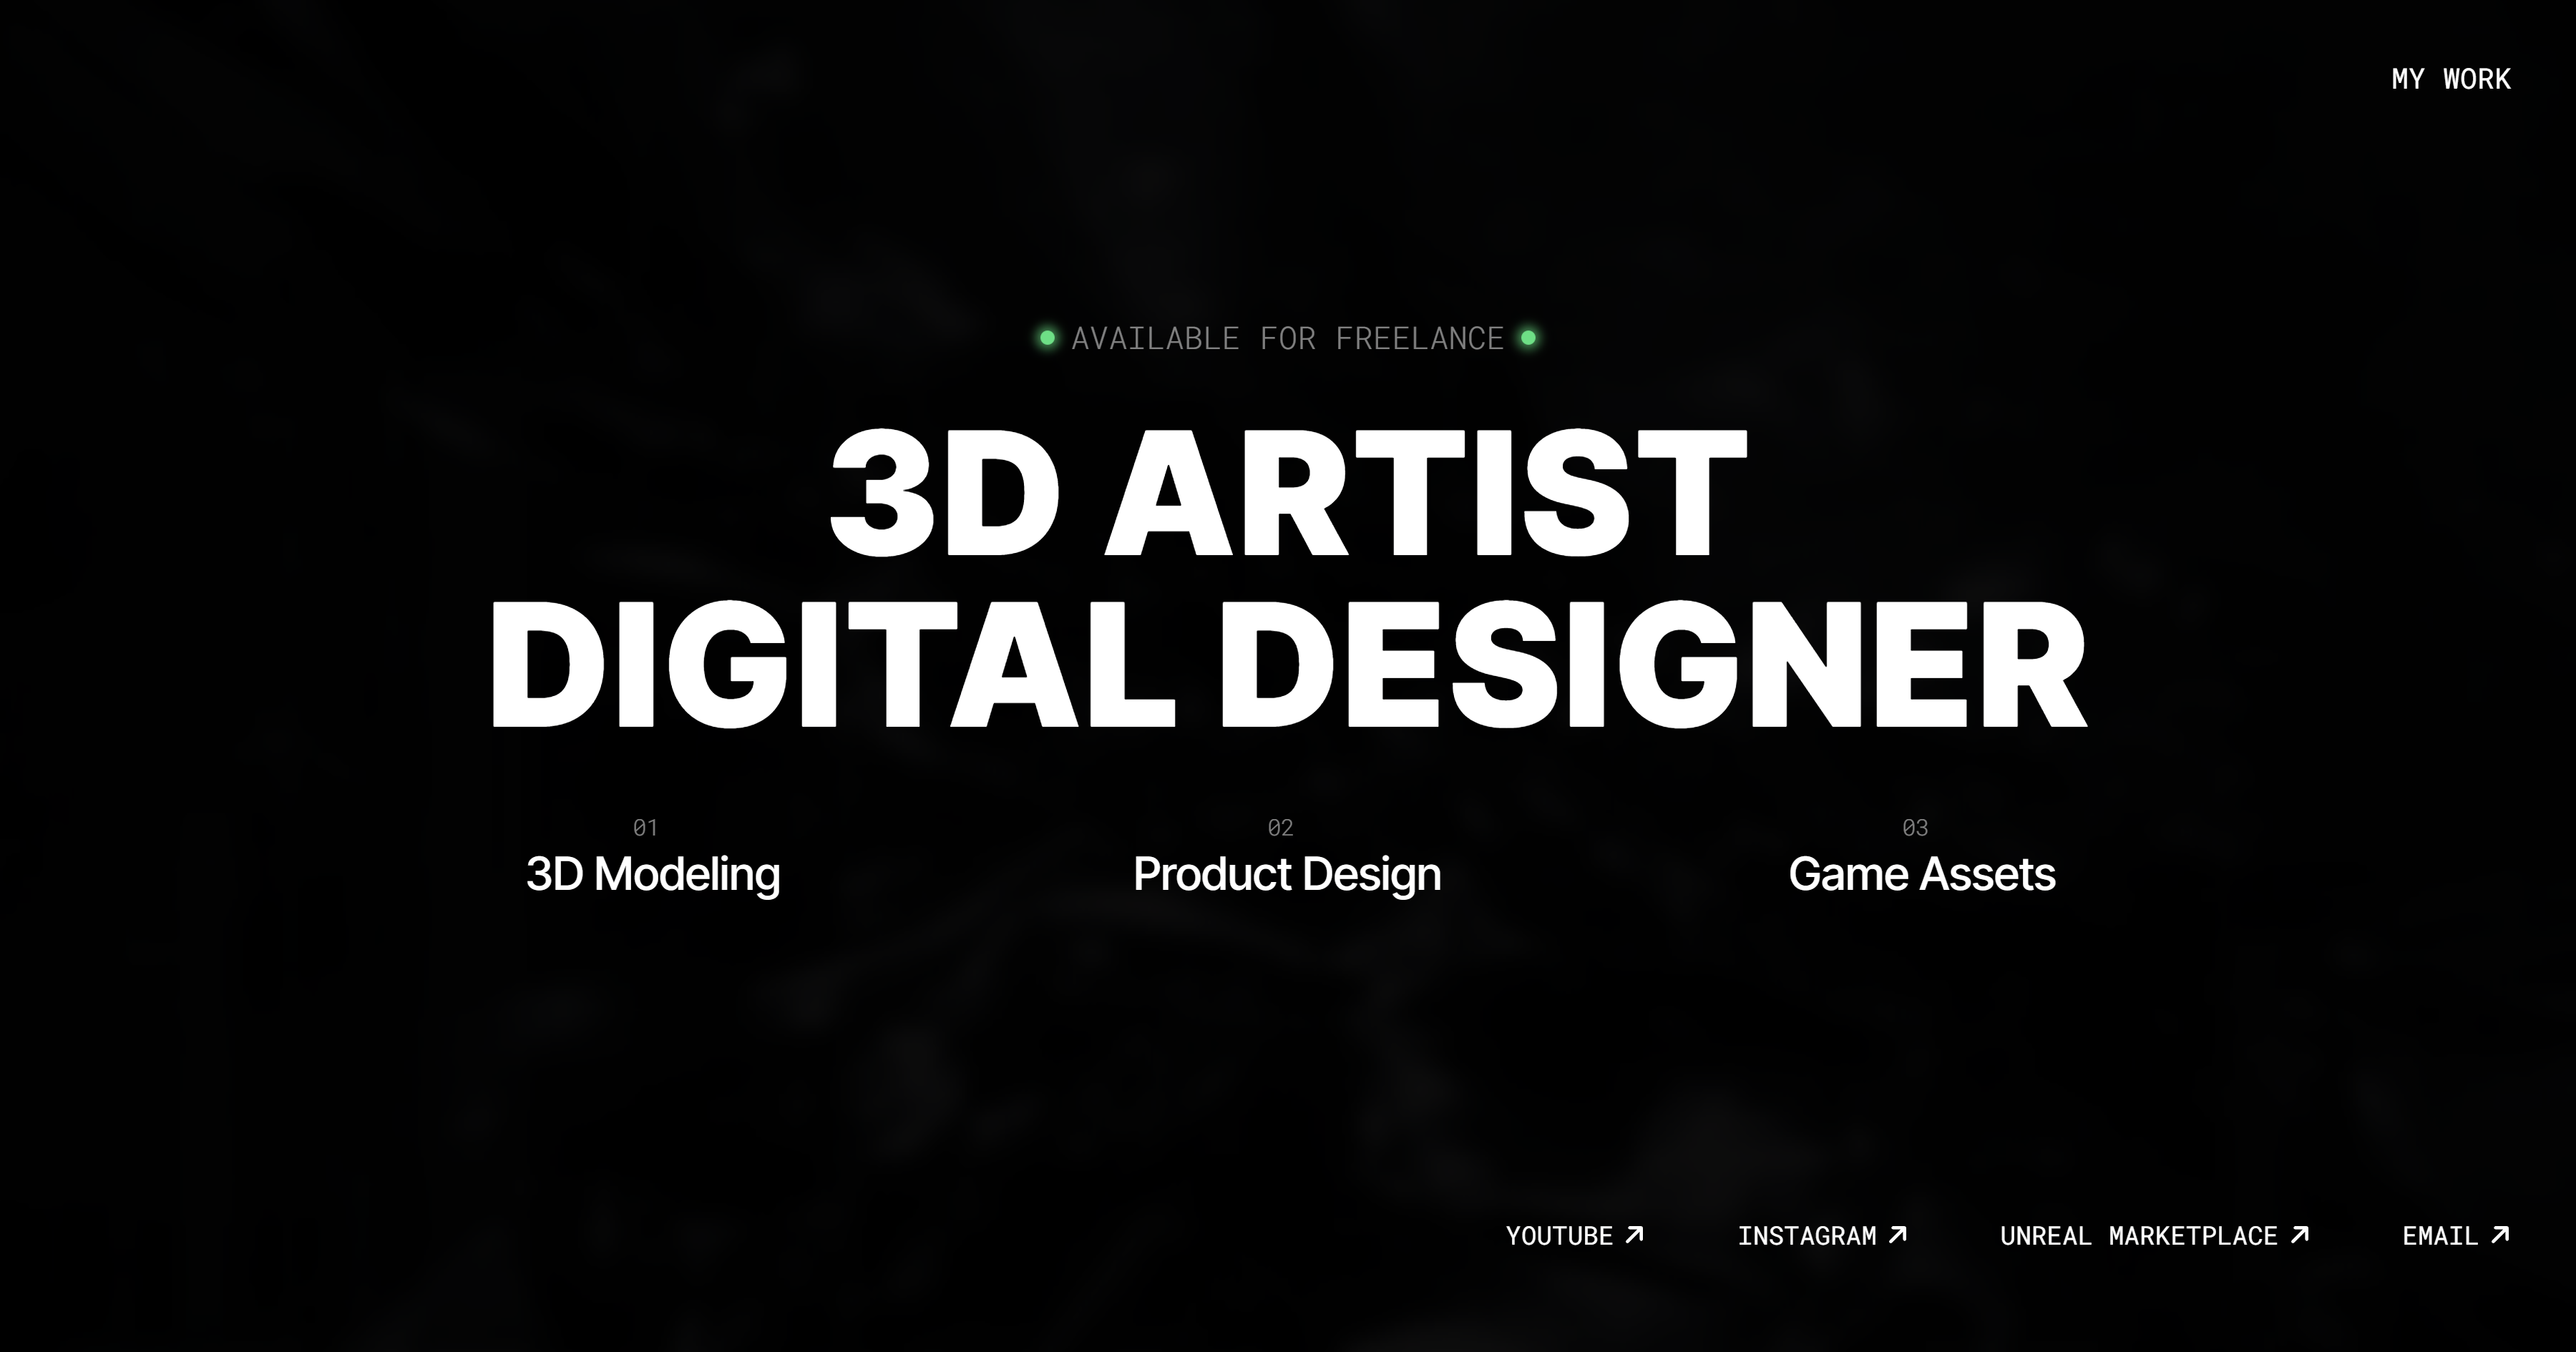 MY WORK
AVAILABLE FOR FREELANCE
3D ARTIST
DIGITAL DESIGNER
01
3D Modeling
02
Product Design
03
Game Assets
YOUTUBE
INSTAGRAM
UNREAL MARKETPLACE
EMAIL